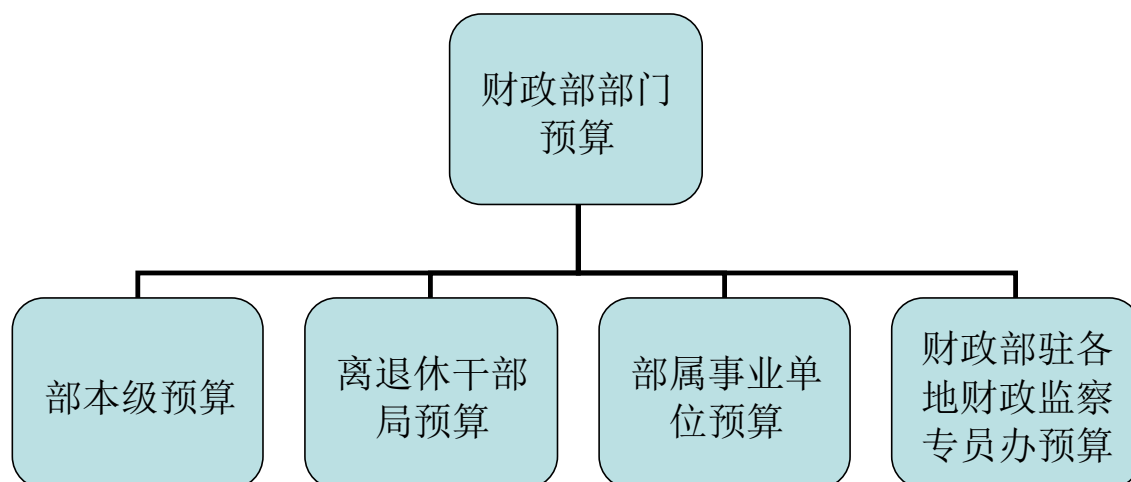 财政部部门
预算
部本级预算
离退休干部
局预算
部属事业单
位预算
财政部驻各
地财政监察
专员办预算